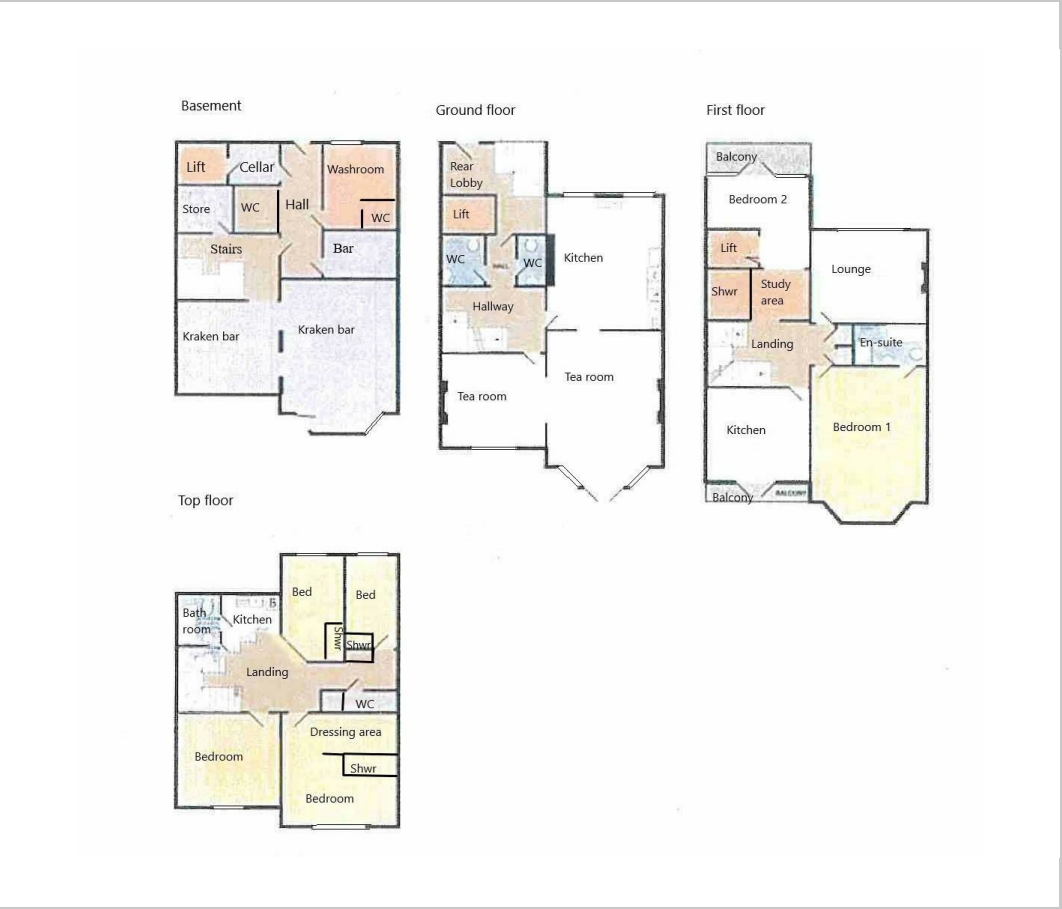 Basement
Lift
Cellar
Washroom
Store
WC
Hall
WC
Stairs
Bar
Kraken bar
Kraken bar
Ground floor
Rear
Lobby
Lift
WC
HALL
WC
Kitchen
Hallway
Tea room
Tea room
First floor
Balcony
Bedroom 2
Lift
Lounge
Shwr
Study
area
Landing
En-suite
Kitchen
Bedroom 1
Balcony
BALCONY
Top floor
Bed
Bed
Bath
room
Kitchen
B
Shwr
Shwr
Landing
WC
Dressing area
Bedroom
Shwr
Bedroom